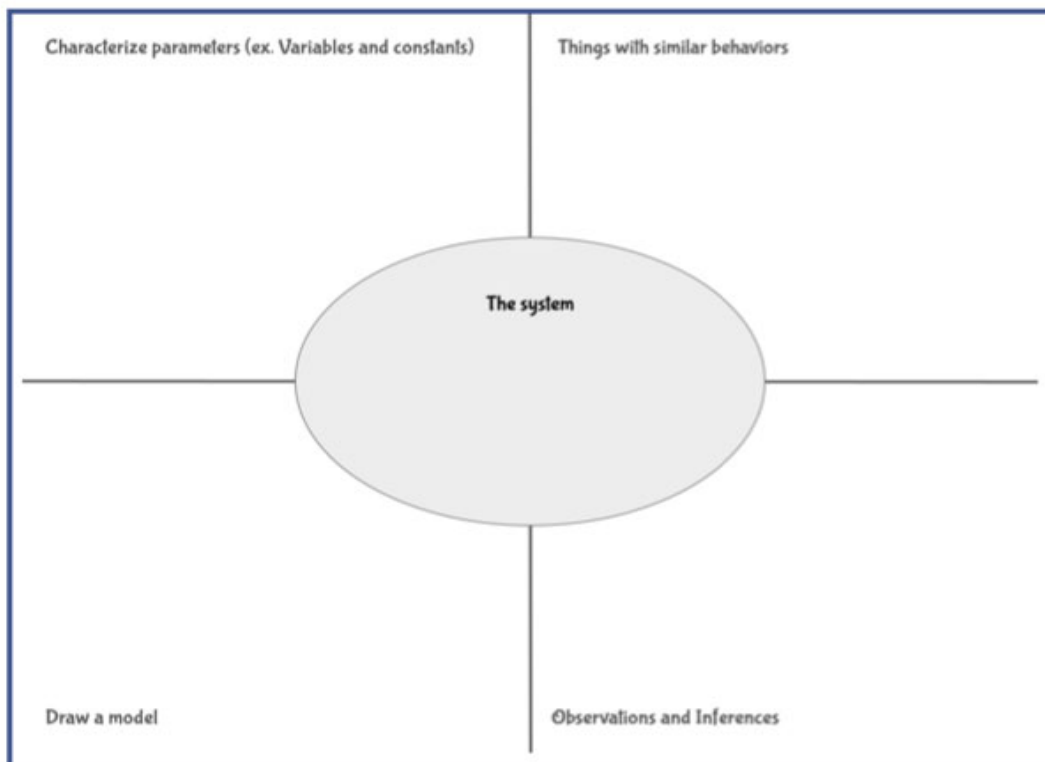 Characterize parameters (ex. Variables and constants)
Things with similar behaviors
The system
Draw a model
Observations and Inferences